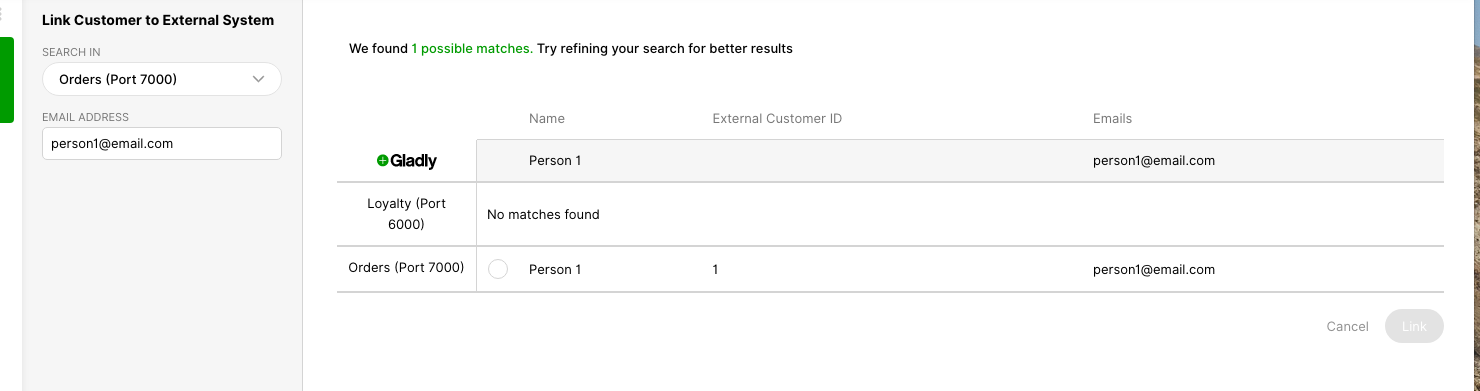 Link Customer to External System
SEARCH IN
Orders (Port 7000)
EMAIL ADDRESS
person1@email.com
We found 1 possible matches. Try refining your search for better results
Name External Customer ID Emails
Gladly Person 1 person1@email.com
Loyalty (Port
6000)
No matches found
Orders (Port 7000) Person 1 1 person1@email.com
Cancel Link